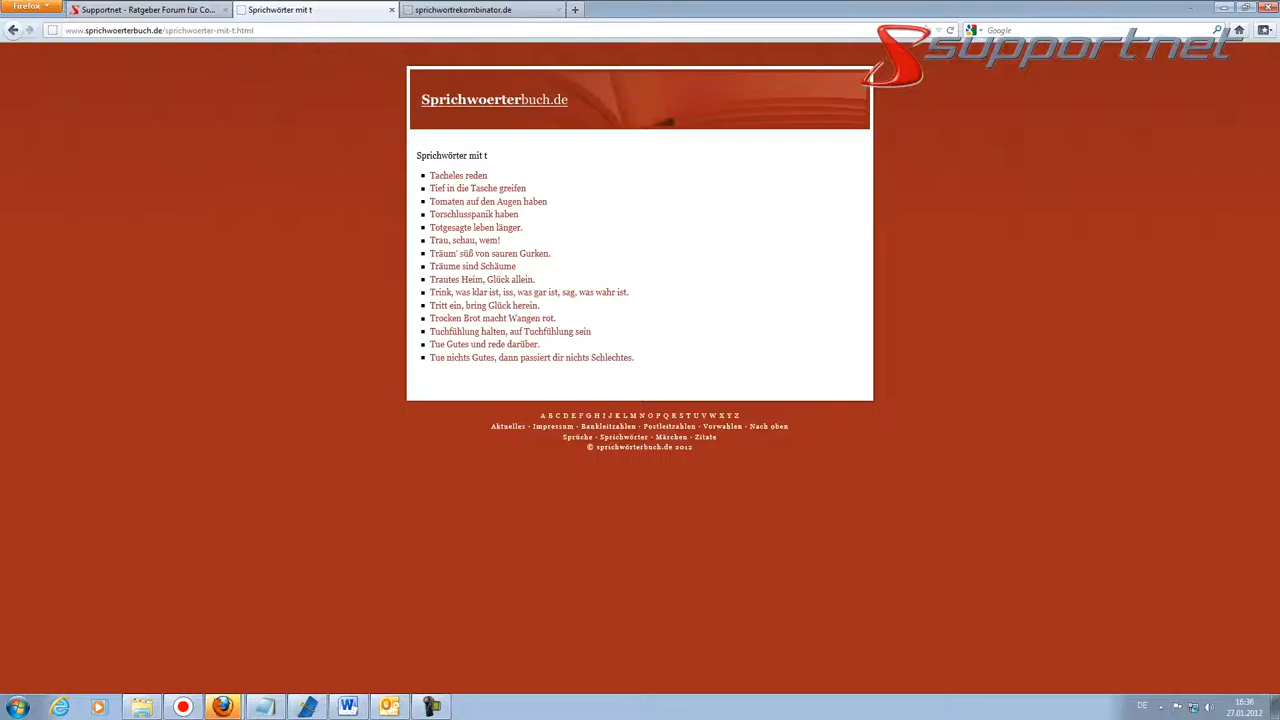 Firefox
Supportnet - Ratgeber Forum für Co...
Sprichwörter mit t
sprichwortrekombinator.de
www.sprichwoerterbuch.de/sprichwoerter-mit-t.html
Google
supportnet
Sprichwoerterbuch.de
Sprichwörter mit t
Tacheles reden
Tief in die Tasche greifen
Tomaten auf den Augen haben
Torschlusspanik haben
Totgesagte leben länger.
Trau, schau, wem!
Träum' süß von sauren Gurken.
Träume sind Schäume
Trautes Heim, Glück allein.
Trink, was klar ist, iss, was gar ist, sag, was wahr ist.
Tritt ein, bring Glück herein.
Trocken Brot macht Wangen rot.
Tuchfühlung halten, auf Tuchfühlung sein
Tue Gutes und rede darüber.
Tue nichts Gutes, dann passiert dir nichts Schlechtes.
A B C D E F G H I J K L M N O P Q R S T U V W X Y Z
Aktuelles · Impressum · Bankleitzahlen · Postleitzahlen · Vorwahlen · Nach oben
Sprüche · Sprichwörter · Märchen · Zitate
© sprichwörterbuch.de 2012
DE
16:36
27.01.2012